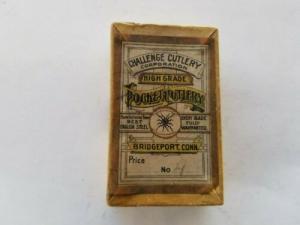 CHALLENGE CUTLERY
CORPORATION
HIGH GRADE
POCKET CUTLERY
BEST
ENGLISH STEEL
EVERY BLADE
FULLY
WARRANTED
BRIDGEPORT, CONN.
Price
No